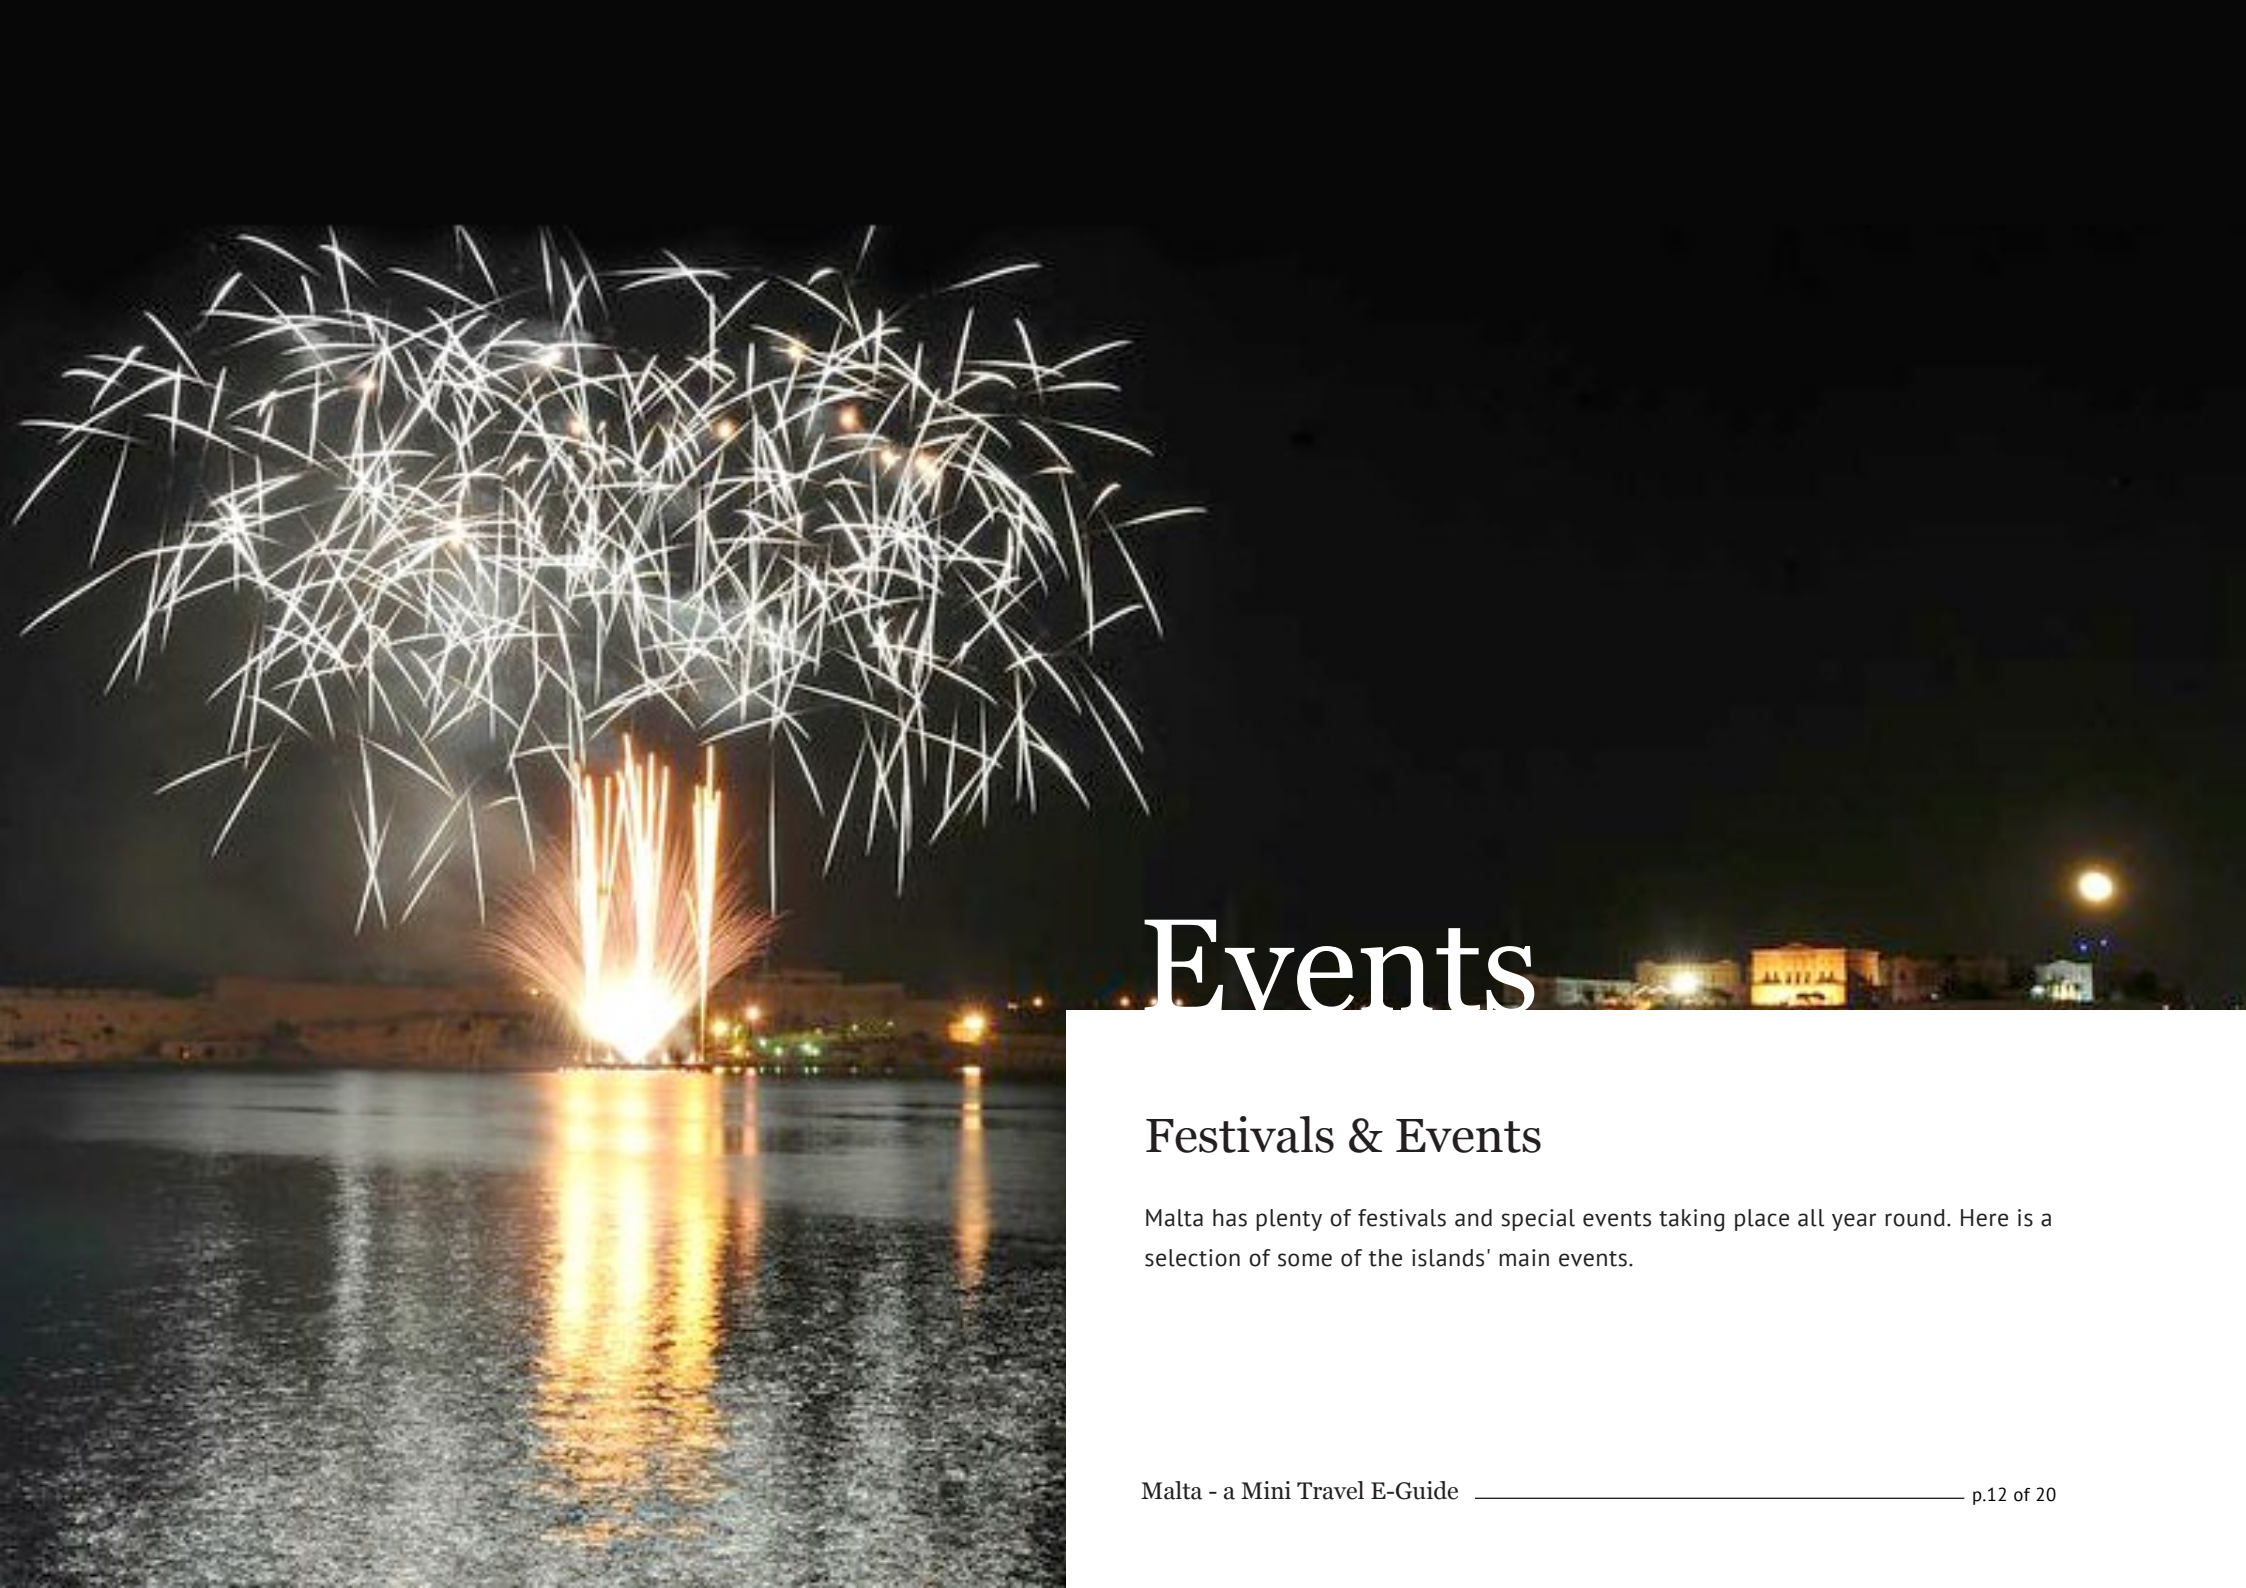 Events
Festivals & Events
Malta has plenty of festivals and special events taking place all year round. Here is a
selection of some of the islands' main events.
Malta - a Mini Travel E-Guide
p.12 of 20